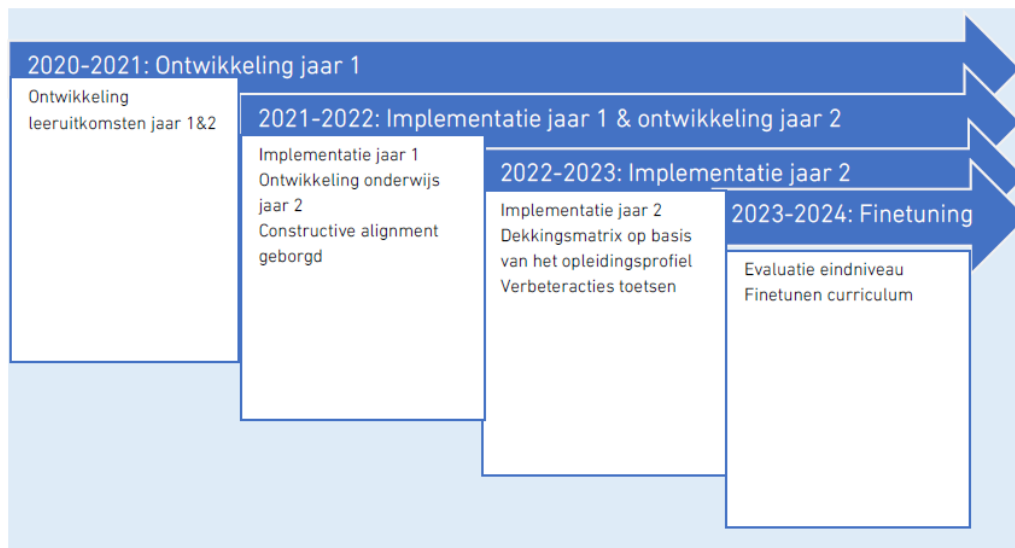 2020-2021: Ontwikkeling jaar 1
Ontwikkeling
leeruitkomsten jaar 1&2
2021-2022: Implementatie jaar 1 & ontwikkeling jaar 2
Implementatie jaar 1
Ontwikkeling onderwijs
jaar 2
Constructive alignment
geborgd
2022-2023: Implementatie jaar 2
Implementatie jaar 2
Dekkingsmatrix op basis
van het opleidingsprofiel
Verbeteracties toetsen
2023-2024: Finetuning
Evaluatie eindniveau
Finetunen curriculum